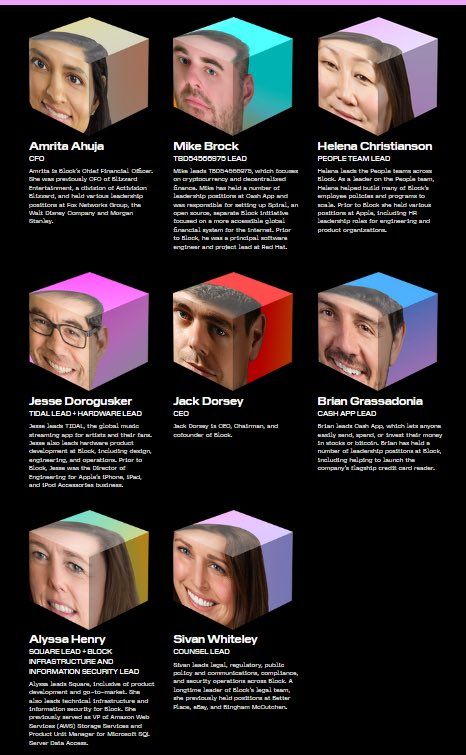 Amrita Ahuja
CFO
Amrita is Block's Chief Financial Officer.
She was previously CFO of Blizzard
Entertainment, a division of Activision
Blizzard, and held various leadership
positions at Fox Networks Group, the
Walt Disney Company and Morgan
Stanley.
Mike Brock
TBD54566975 LEAD
Mike leads TBD54566975, which focuses
on cryptocurrency and decentralized
finance. Mike has held a number of
leadership positions at Cash App and
was responsible for setting up Spiral, an
open source, separate Block initiative
focused on a more accessible global
financial system for the internet. Prior
to Block, he was a principal software
engineer and project lead at Red Hat.
Helena Christianson
PEOPLE TEAM LEAD
Helena leads the People teams across
Block. As a leader on the People team,
Helena helped build many of Block's
employee policies and programs to
scale. Prior to Block she held various
positions at Apple, including HR
leadership roles for engineering and
product organizations.
Jesse Dorogusker
TIDAL LEAD + HARDWARE LEAD
Jesse leads TIDAL, the global music
streaming app for artists and their fans.
Jesse also leads hardware product
development at Block, including design,
engineering, and operations. Prior to
Block, Jesse was the Director of
Engineering for Apple's iPhone, iPad,
and iPod Accessories business.
Jack Dorsey
CEO
Jack Dorsey is CEO, Chairman, and
cofounder of Block.
Brian Grassadonia
CASH APP LEAD
Brian leads Cash App, which lets anyone
easily send, spend, or invest their money
in stocks or bitcoin. Brian has held a
number of leadership positions at Block,
including helping to launch the
company's flagship credit card reader.
Alyssa Henry
SQUARE LEAD + BLOCK
INFRASTRUCTURE AND
INFORMATION SECURITY LEAD
Alyssa leads Square, inclusive of product
development and go-to-market. She
also leads technical infrastructure and
information security for Block. She
previously served as VP of Amazon Web
Services (AWS) Storage Services and
Product Unit Manager for Microsoft SQL
Server Data Access.
Sivan Whiteley
COUNSEL LEAD
Sivan leads legal, regulatory, public
policy and communications, compliance,
and security operations across Block. A
longtime leader of Block's legal team,
she previously held positions at Better
Place, eBay, and Bingham McCutchen.